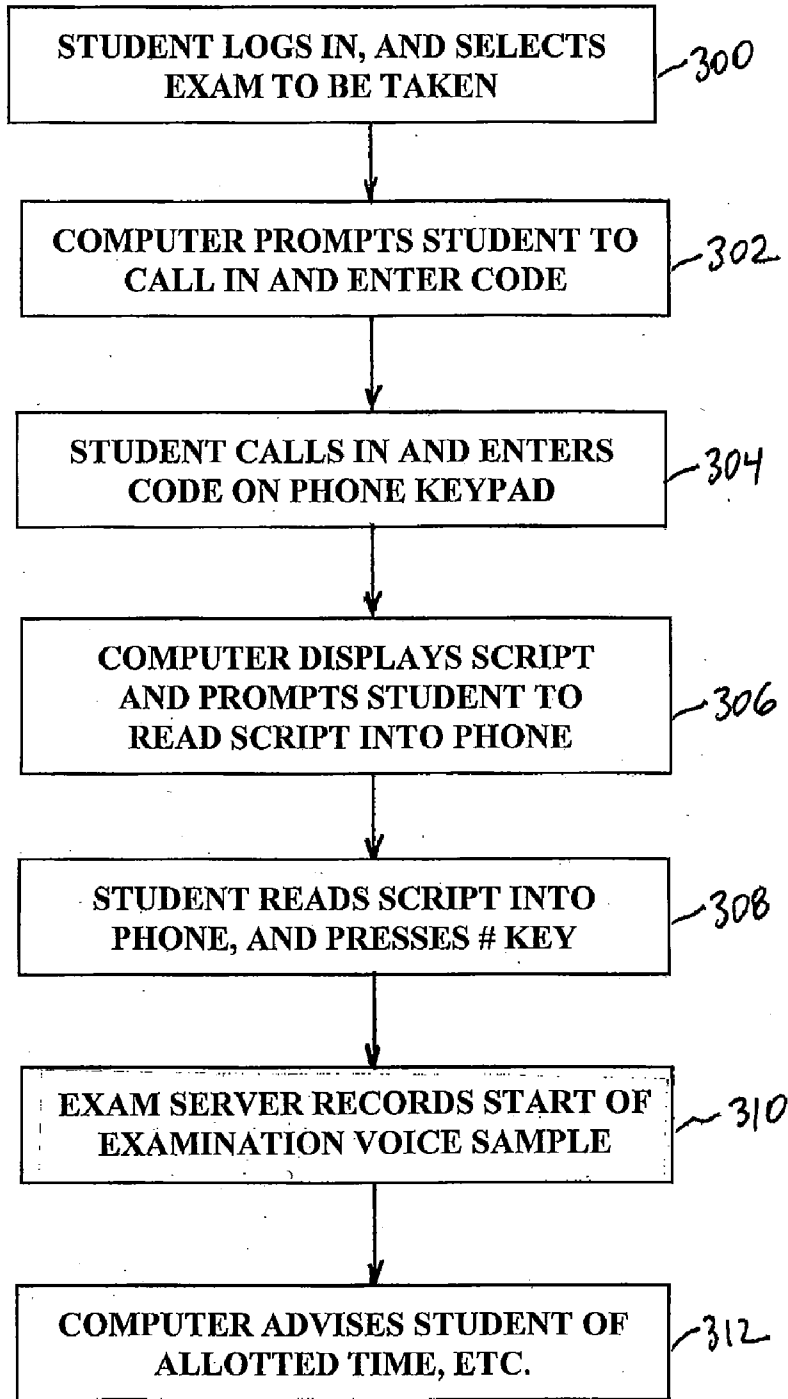 STUDENT LOGS IN, AND SELECTS
EXAM TO BE TAKEN
300
COMPUTER PROMPTS STUDENT TO
CALL IN AND ENTER CODE
302
STUDENT CALLS IN AND ENTERS
CODE ON PHONE KEYPAD
304
COMPUTER DISPLAYS SCRIPT
AND PROMPTS STUDENT TO
READ SCRIPT INTO PHONE
306
STUDENT READS SCRIPT INTO
PHONE, AND PRESSES # KEY
308
EXAM SERVER RECORDS START OF
EXAMINATION VOICE SAMPLE
310
COMPUTER ADVISES STUDENT OF
ALLOTTED TIME, ETC.
312